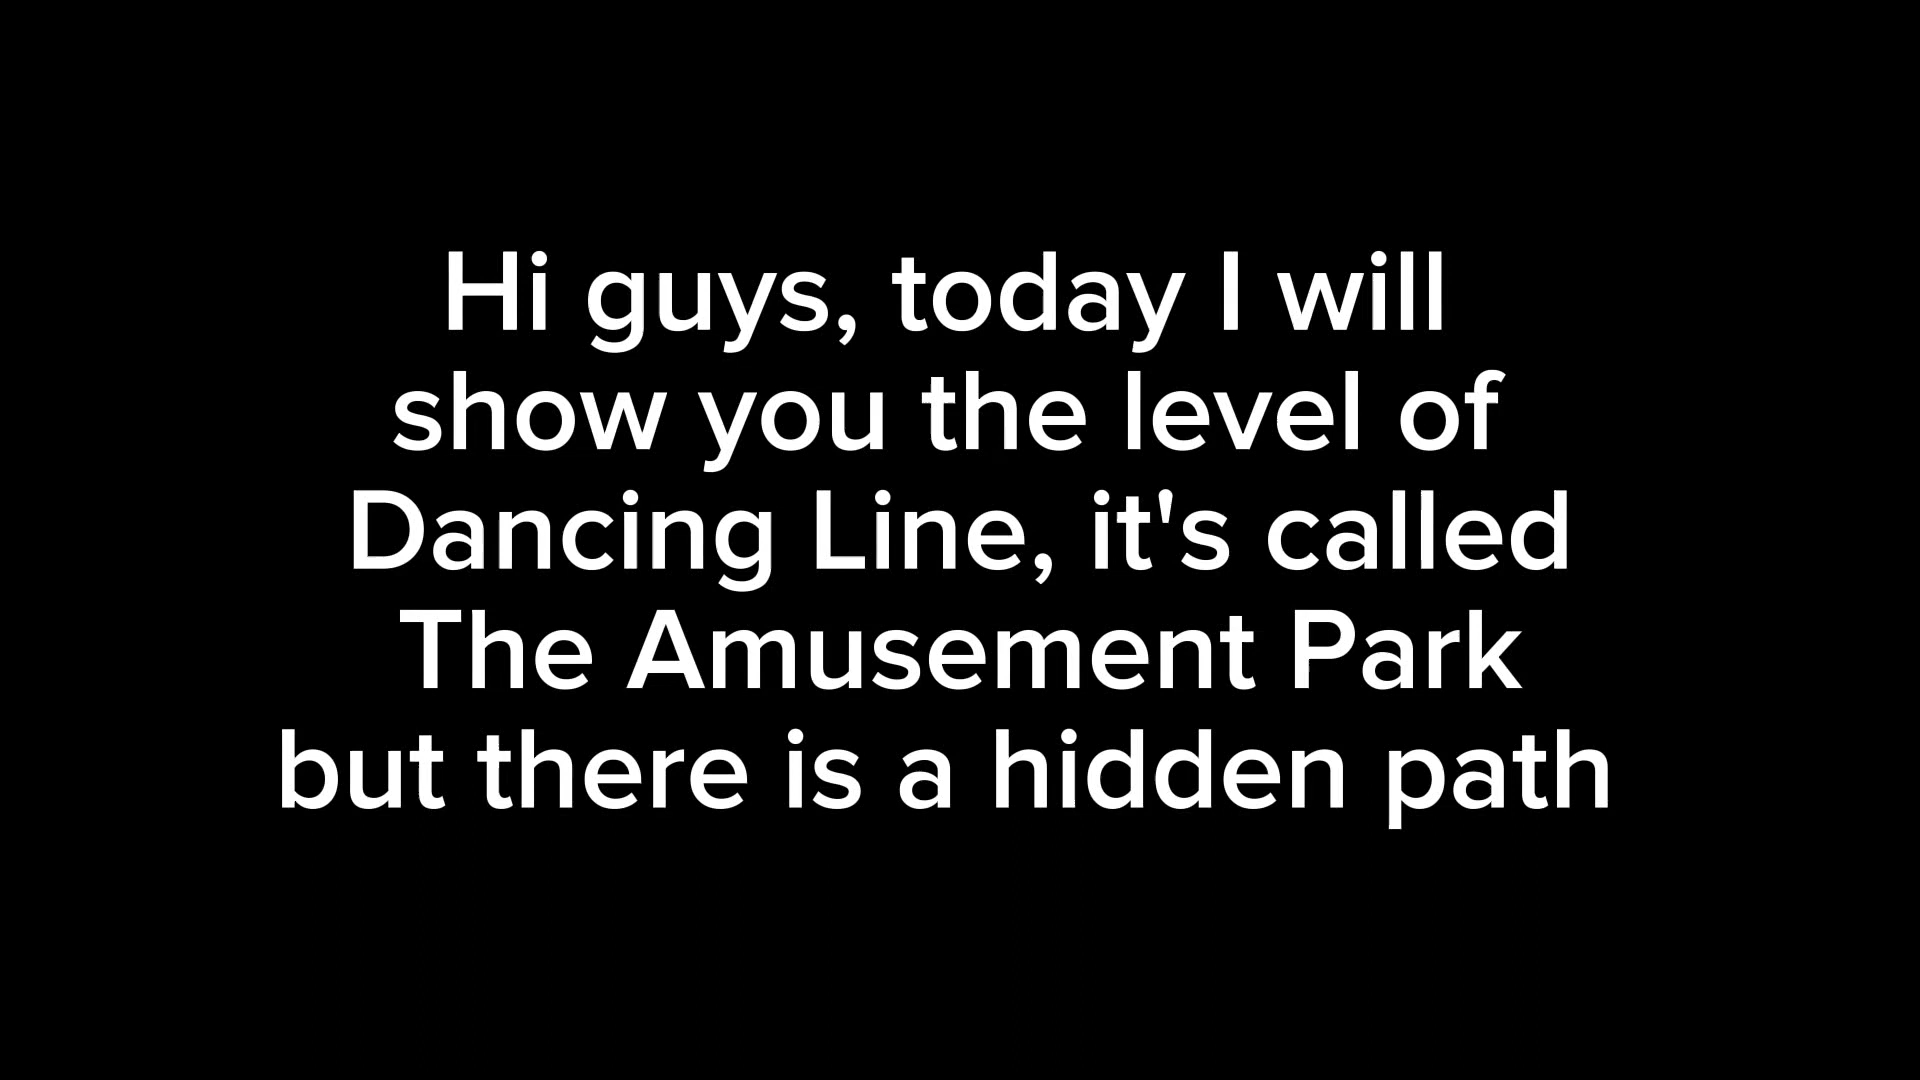 Hi guys, today I will
show you the level of
Dancing Line, it's called
The Amusement Park
but there is a hidden path